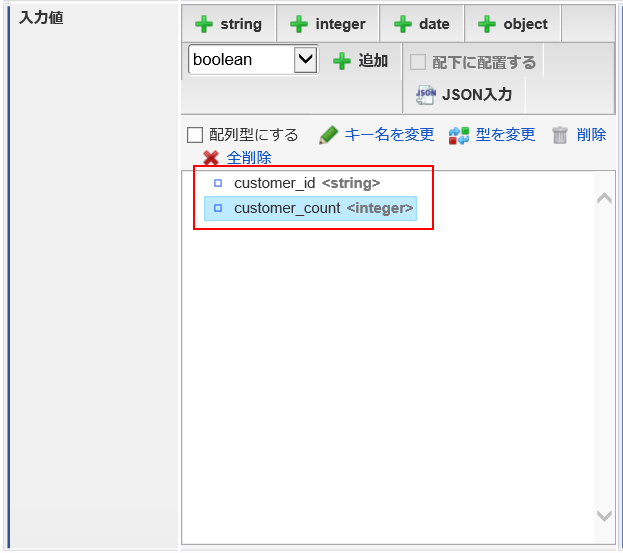 入力値
string integer date object
boolean 追加 配下に配置する
JSON JSON入力
配列型にする キー名を変更 型を変更 削除
全削除
customer_id <string>
customer_count <integer>